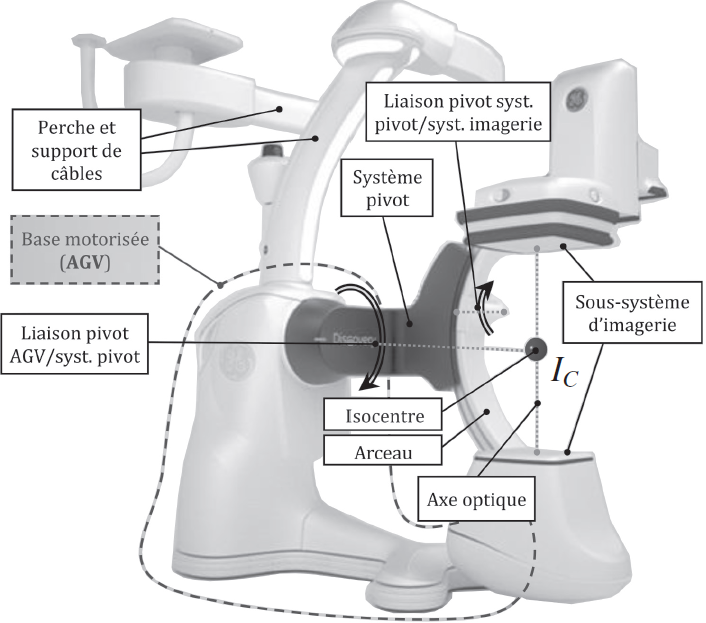 Liaison pivot syst.
pivot/syst. imagerie
Perche et
support de
câbles
Système
pivot
Base motorisée
(AGV)
Sous-système
d'imagerie
Liaison pivot
AGV/syst. pivot
Discovery
I_C
Isocentre
Arceau
Axe optique